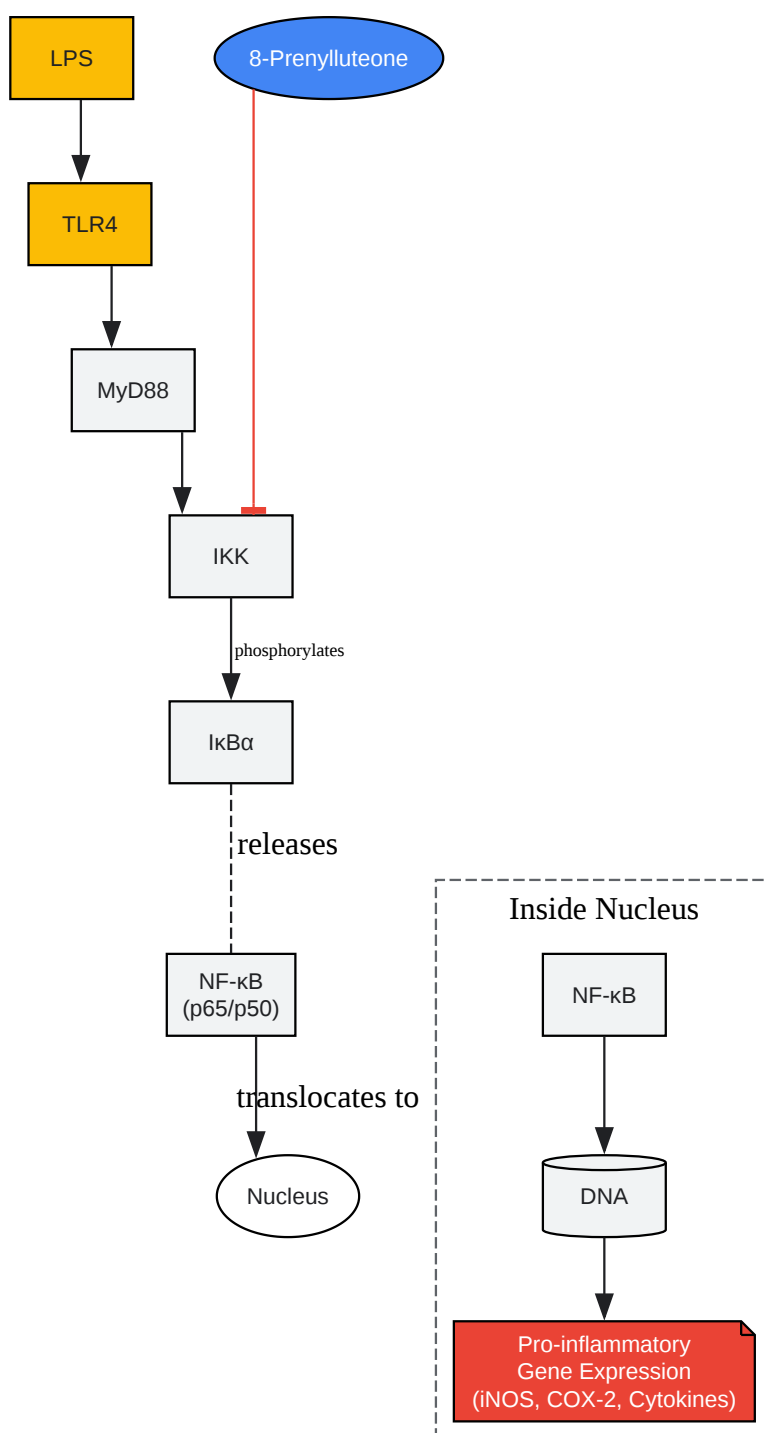 LPS
8-Prenylluteone
TLR4
MyD88
IKK
phosphorylates
IκBα
releases
Inside Nucleus
NF-κB
(p65/p50)
NF-κB
translocates to
Nucleus
DNA
Pro-inflammatory
Gene Expression
(iNOS, COX-2, Cytokines)